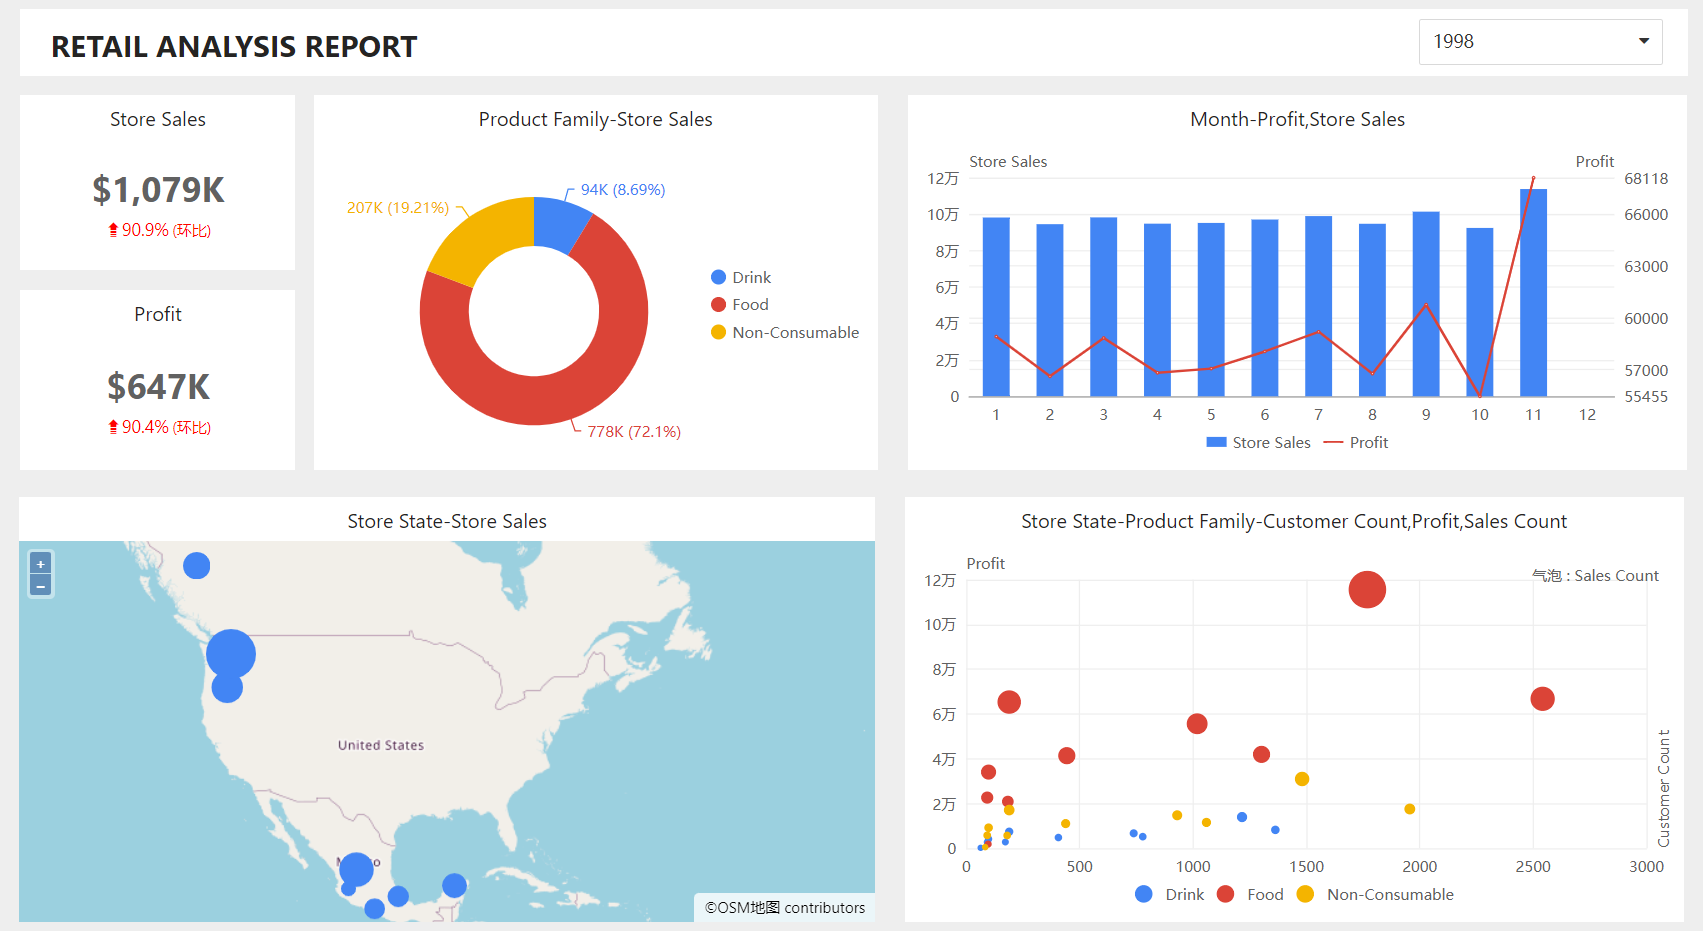 RETAIL ANALYSIS REPORT
1998
Store Sales
$1,079K
90.9% (环比)
Profit
$647K
90.4% (环比)
Product Family-Store Sales
94K (8.69%)
207K (19.21%)
778K (72.1%)
Drink
Food
Non-Consumable
Month-Profit,Store Sales
Store Sales
Profit
12万
10万
8万
6万
4万
2万
0
68118
66000
63000
60000
57000
55455
1 2 3 4 5 6 7 8 9 10 11 12
Store Sales Profit
Store State-Store Sales
+
−
United States
©OSM地图 contributors
Store State-Product Family-Customer Count,Profit,Sales Count
Profit
气泡 : Sales Count
12万
10万
8万
6万
4万
2万
0
0 500 1000 1500 2000 2500 3000
Customer Count
Drink Food Non-Consumable